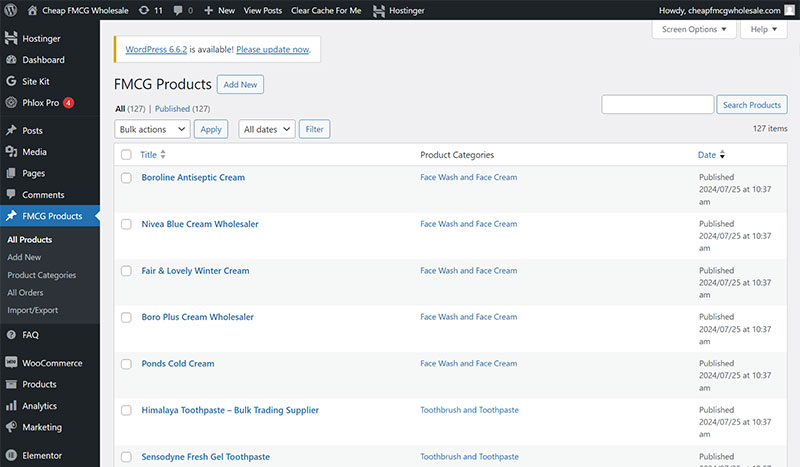 Cheap FMCG Wholesale 11 0 New View Posts Clear Cache For Me Hostinger Howdy, cheapfmcgwholesale.com
Screen Options Help
Hostinger
Dashboard
Site Kit
Phlox Pro 4
Posts
Media
Pages
Comments
FMCG Products
All Products
Add New
Product Categories
All Orders
Import/Export
FAQ
WooCommerce
Products
Analytics
Marketing
Elementor
WordPress 6.6.2 is available! Please update now.
FMCG Products Add New
All (127) | Published (127)
Search Products
Bulk actions Apply All dates Filter
127 items
Title Product Categories Date
Boroline Antiseptic Cream Face Wash and Face Cream Published
2024/07/25 at 10:37
am
Nivea Blue Cream Wholesaler Face Wash and Face Cream Published
2024/07/25 at 10:37
am
Fair & Lovely Winter Cream Face Wash and Face Cream Published
2024/07/25 at 10:37
am
Boro Plus Cream Wholesaler Face Wash and Face Cream Published
2024/07/25 at 10:37
am
Ponds Cold Cream Face Wash and Face Cream Published
2024/07/25 at 10:37
am
Himalaya Toothpaste – Bulk Trading Supplier Toothbrush and Toothpaste Published
2024/07/25 at 10:37
am
Sensodyne Fresh Gel Toothpaste Toothbrush and Toothpaste Published